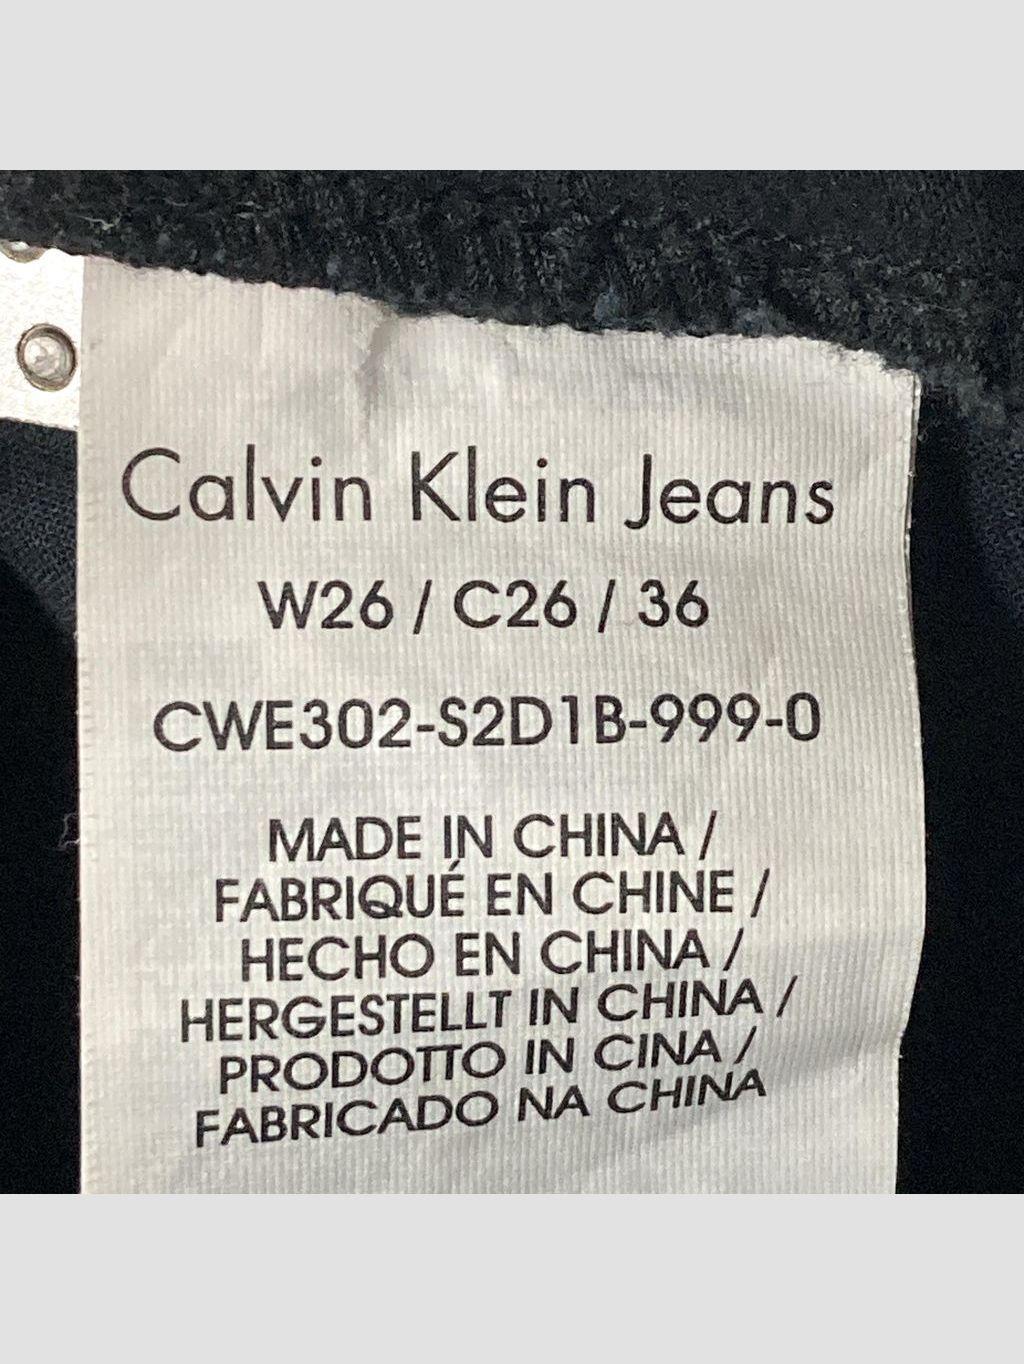 Calvin Klein Jeans
W26 / C26 / 36
CWE302-S2D1B-999-0
MADE IN CHINA /
FABRIQUÉ EN CHINE /
HECHO EN CHINA /
HERGESTELLT IN CHINA /
PRODOTTO IN CINA /
FABRICADO NA CHINA